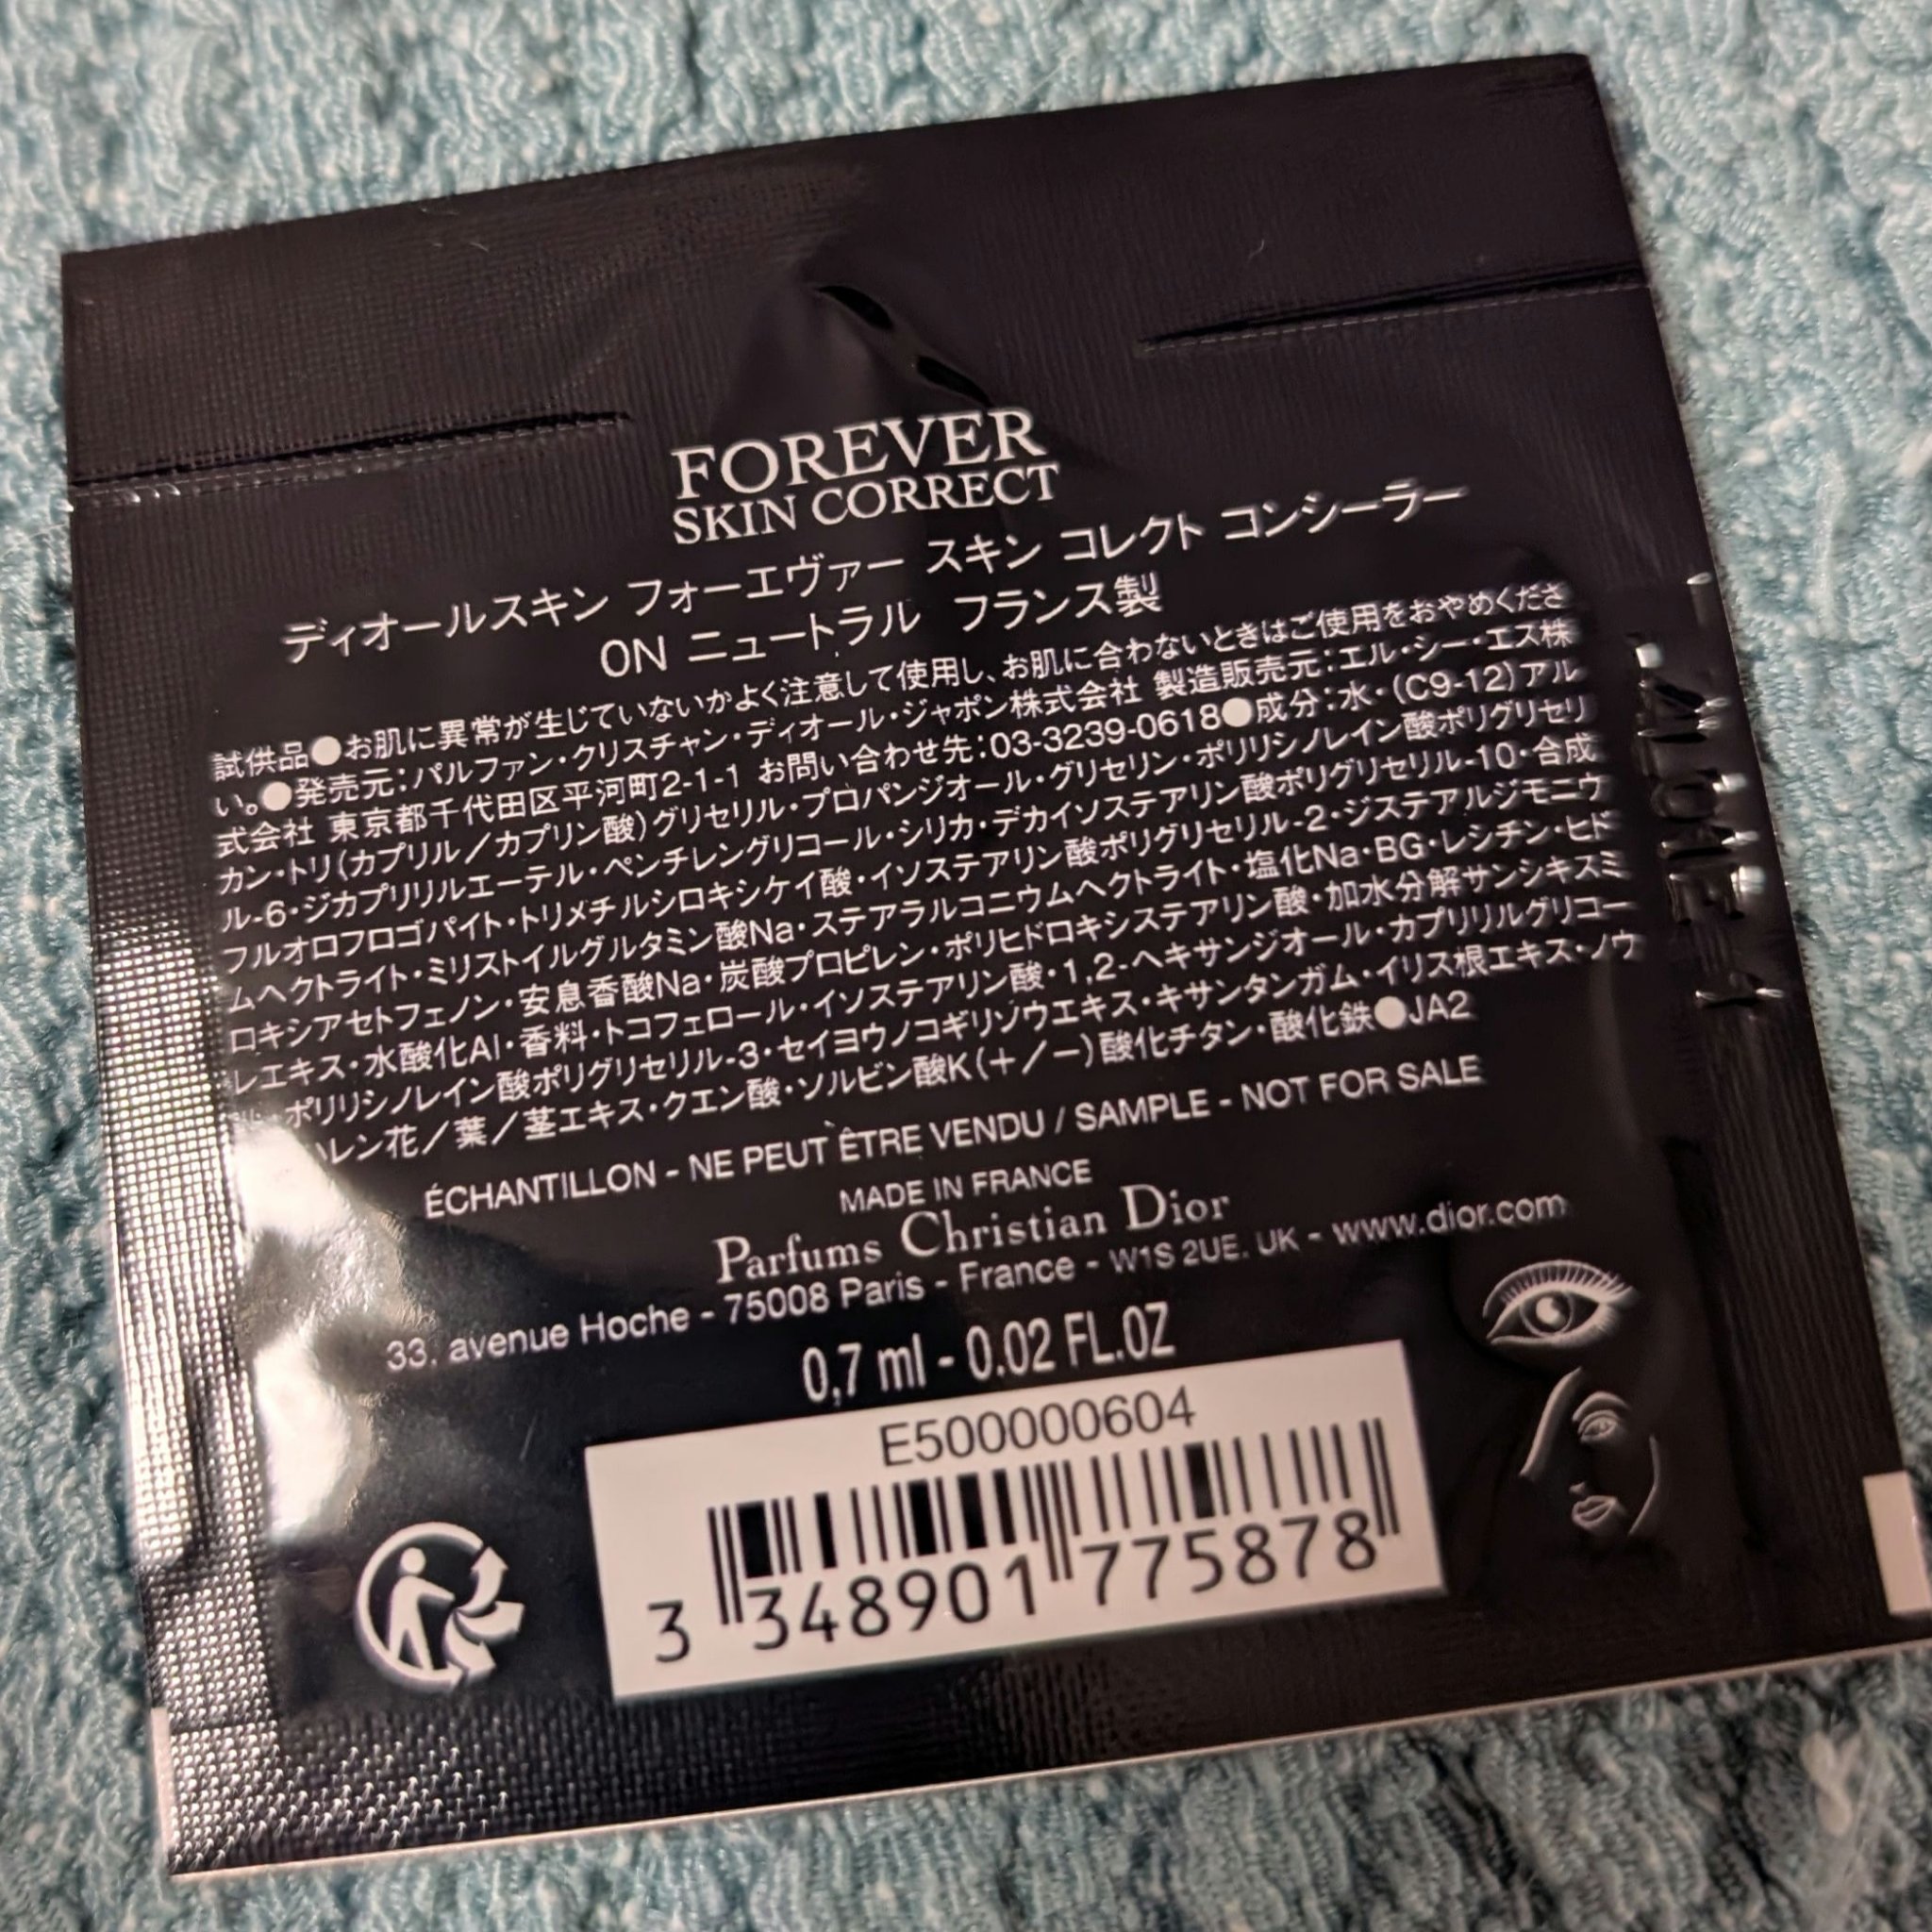 FOREVER
SKIN CORRECT
ディオールスキン フォーエヴァー スキン コレクト コンシーラー
0N ニュートラル フランス製
試供品●お肌に異常が生じていないかよく注意して使用し、お肌に合わないときはご使用をおやめくださ
い。●発売元:パルファン・クリスチャン・ディオール・ジャポン株式会社 製造販売元:エル・シー・エス株
式会社 東京都千代田区平河町2-1-1 お問い合わせ先:03-3239-0618●成分:水・(C9-12)アル
カン・トリ(カプリル/カプリン酸)グリセリル・プロパンジオール・グリセリン・ポリリシノレイン酸ポリグリセリ
ル-6・ジカプリリルエーテル・ペンチレングリコール・シリカ・デカイソステアリン酸ポリグリセリル-10・合成
フルオロフロゴパイト・トリメチルシロキシケイ酸・イソステアリン酸ポリグリセリル-2・ジステアルジモニウ
ムヘクトライト・ミリストイルグルタミン酸Na・ステアラルコニウムヘクトライト・塩化Na・BG・レシチン・ヒド
ロキシアセトフェノン・安息香酸Na・炭酸プロピレン・ポリヒドロキシステアリン酸・加水分解サンシキスミ
レエキス・水酸化Al・香料・トコフェロール・イソステアリン酸・1,2-ヘキサンジオール・カプリリルグリコー
・ポリリシノレイン酸ポリグリセリル-3・セイヨウノコギリソウエキス・キサンタンガム・イリス根エキス・ノウ
レン花/葉/茎エキス・クエン酸・ソルビン酸K(+/-)酸化チタン・酸化鉄●JA2
ÉCHANTILLON - NE PEUT ÊTRE VENDU / SAMPLE - NOT FOR SALE
MADE IN FRANCE
Parfums Christian Dior
33, avenue Hoche - 75008 Paris - France - W1S 2UE. UK - www.dior.com
0,7 ml - 0.02 FL.OZ
E500000604
3 348901 775878